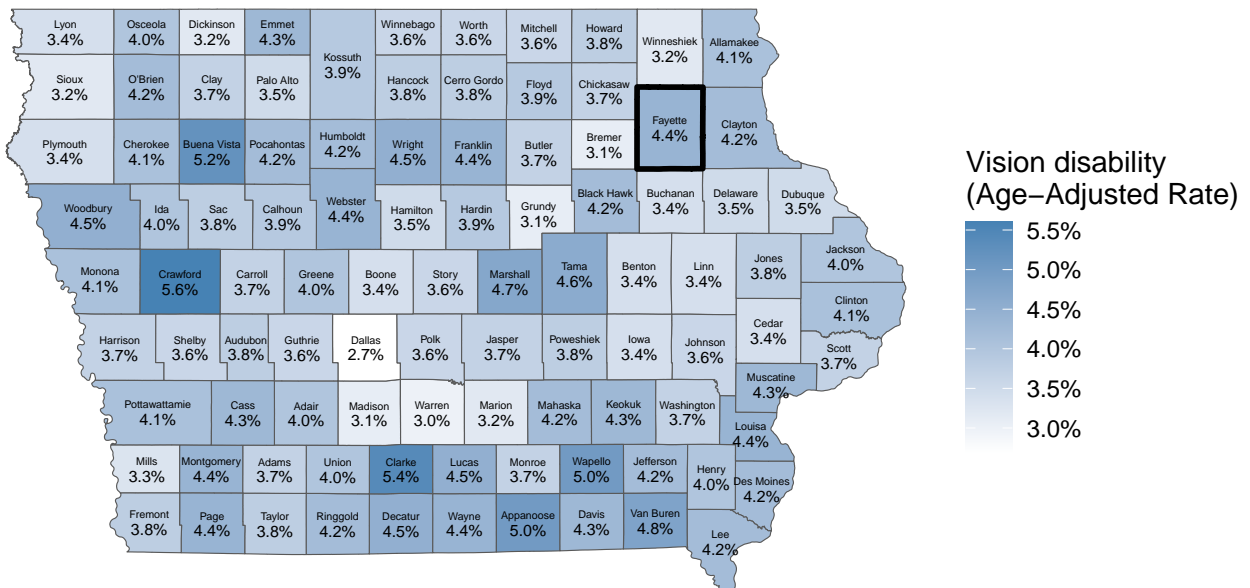 Lyon
3.4%
Osceola
4.0%
Dickinson
3.2%
Emmet
4.3%
Kossuth
3.9%
Winnebago
3.6%
Worth
3.6%
Mitchell
3.6%
Howard
3.8%
Winneshiek
3.2%
Allamakee
4.1%
Sioux
3.2%
O'Brien
4.2%
Clay
3.7%
Palo Alto
3.5%
Hancock
3.8%
Cerro Gordo
3.8%
Floyd
3.9%
Chickasaw
3.7%
Fayette
4.4%
Clayton
4.2%
Plymouth
3.4%
Cherokee
4.1%
Buena Vista
5.2%
Pocahontas
4.2%
Humboldt
4.2%
Wright
4.5%
Franklin
4.4%
Butler
3.7%
Bremer
3.1%
Woodbury
4.5%
Ida
4.0%
Sac
3.8%
Calhoun
3.9%
Webster
4.4%
Hamilton
3.5%
Hardin
3.9%
Grundy
3.1%
Black Hawk
4.2%
Buchanan
3.4%
Delaware
3.5%
Dubuque
3.5%
Monona
4.1%
Crawford
5.6%
Carroll
3.7%
Greene
4.0%
Boone
3.4%
Story
3.6%
Marshall
4.7%
Tama
4.6%
Benton
3.4%
Linn
3.4%
Jones
3.8%
Jackson
4.0%
Clinton
4.1%
Harrison
3.7%
Shelby
3.6%
Audubon
3.8%
Guthrie
3.6%
Dallas
2.7%
Polk
3.6%
Jasper
3.7%
Poweshiek
3.8%
Iowa
3.4%
Johnson
3.6%
Cedar
3.4%
Scott
3.7%
Muscatine
4.3%
Pottawattamie
4.1%
Cass
4.3%
Adair
4.0%
Madison
3.1%
Warren
3.0%
Marion
3.2%
Mahaska
4.2%
Keokuk
4.3%
Washington
3.7%
Louisa
4.4%
Mills
3.3%
Montgomery
4.4%
Adams
3.7%
Union
4.0%
Clarke
5.4%
Lucas
4.5%
Monroe
3.7%
Wapello
5.0%
Jefferson
4.2%
Henry
4.0%
Des Moines
4.2%
Fremont
3.8%
Page
4.4%
Taylor
3.8%
Ringgold
4.2%
Decatur
4.5%
Wayne
4.4%
Appanoose
5.0%
Davis
4.3%
Van Buren
4.8%
Lee
4.2%
Vision disability
(Age−Adjusted Rate)
5.5%
5.0%
4.5%
4.0%
3.5%
3.0%